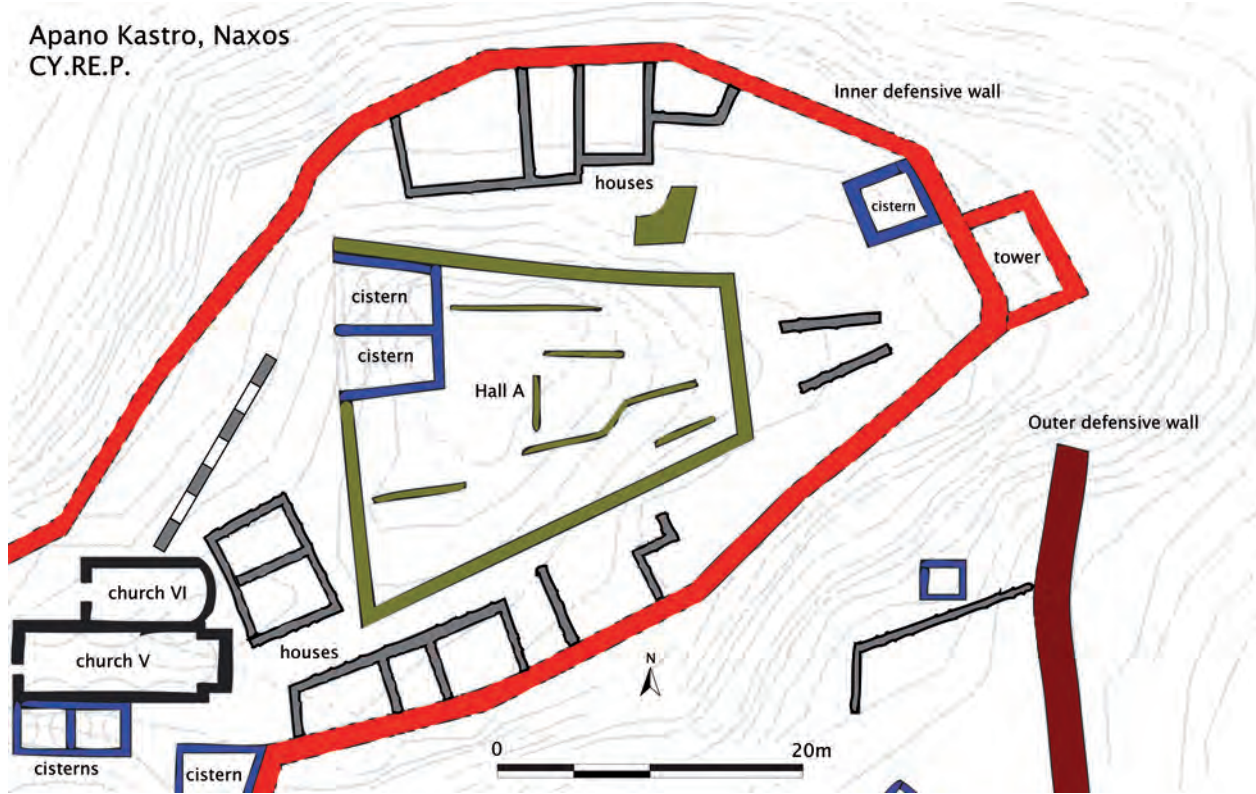 Apano Kastro, Naxos
CY.RE.P.
Inner defensive wall
houses
cistern
tower
cistern
cistern
Hall A
Outer defensive wall
church VI
church V
houses
N
cisterns
cistern
0 20m